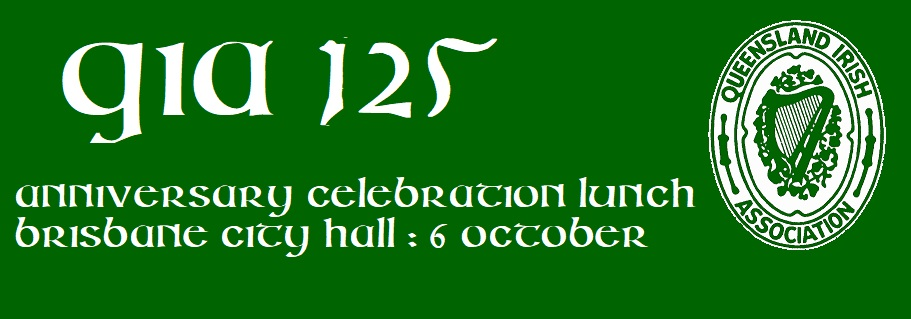 qia 125
anniversary celebration lunch
brisbane city hall : 6 october
QUEENSLAND IRISH
ASSOCIATION